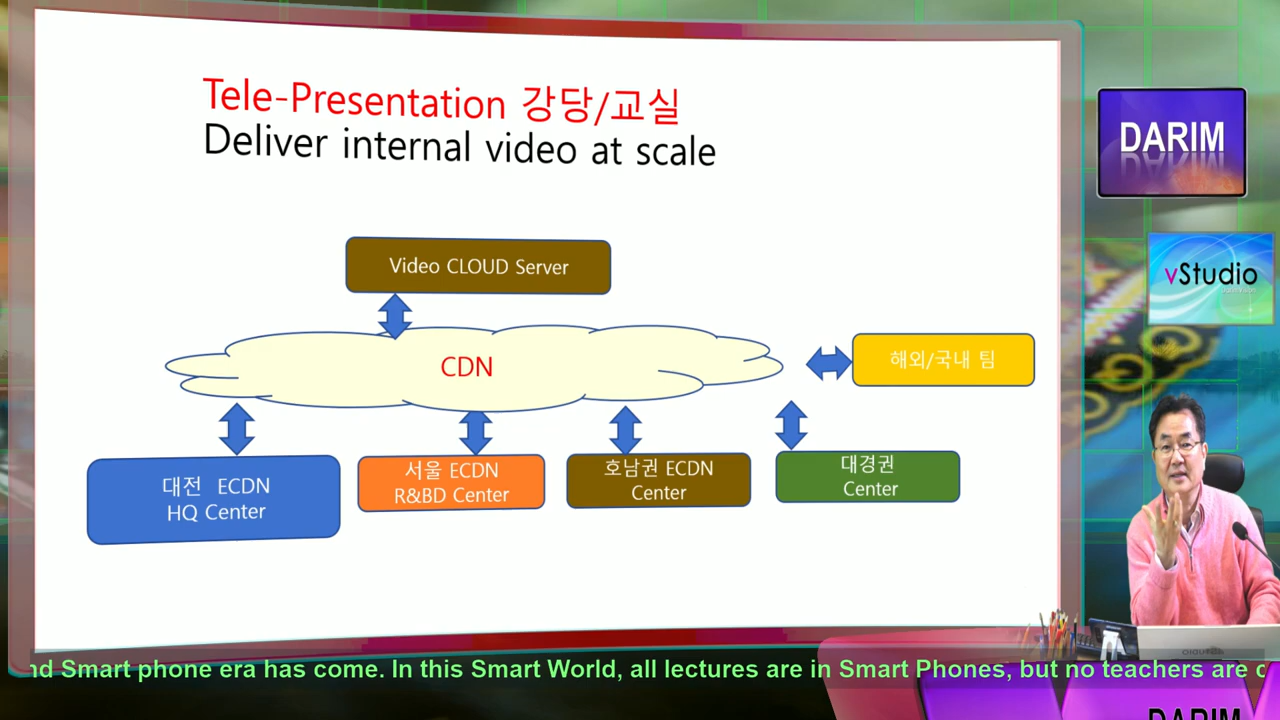 Tele-Presentation 강당/교실
Deliver internal video at scale
Video CLOUD Server
CDN
해외/국내 팀
대전 ECDN
HQ Center
서울 ECDN
R&BD Center
호남권 ECDN
Center
대경권
Center
DARIM
vStudio
nd Smart phone era has come. In this Smart World, all lectures are in Smart Phones, but no teachers are
DARIM